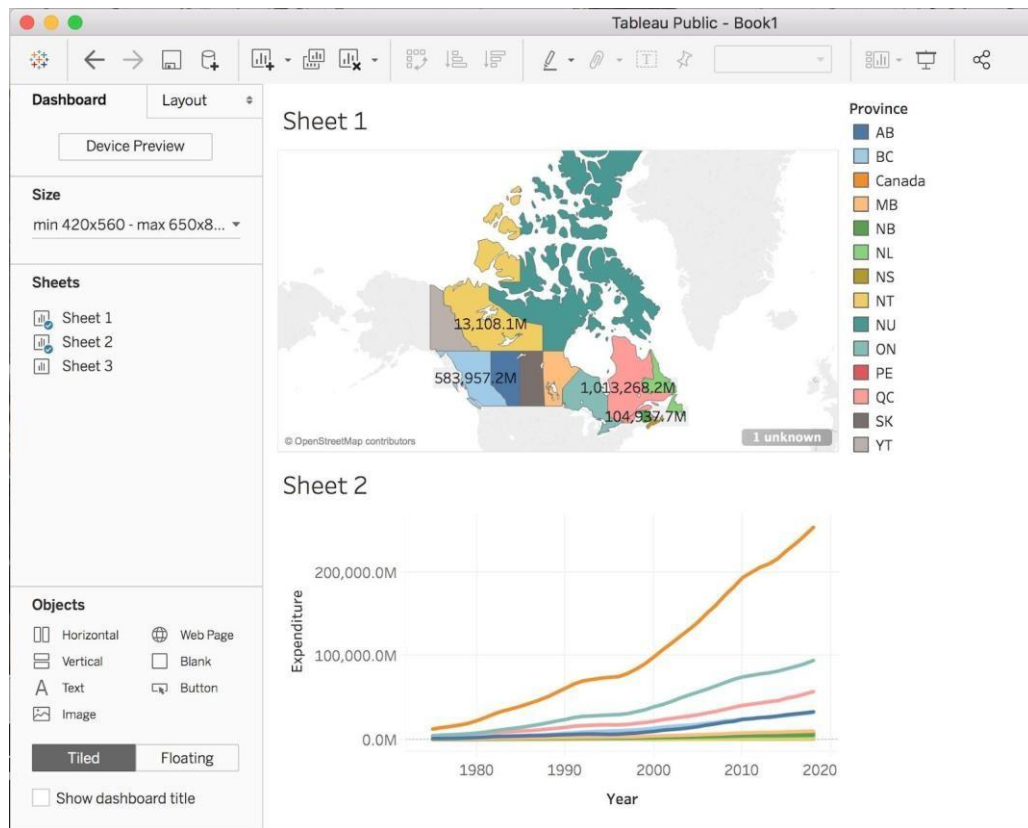 Tableau Public - Book1
Dashboard
Layout
Device Preview
Size
min 420x560 - max 650x8...
Sheets
Sheet 1
Sheet 2
Sheet 3
Objects
Horizontal
Web Page
Vertical
Blank
A Text
Button
Image
Tiled
Floating
Show dashboard title
Sheet 1
13,108.1M
583,957.2M
1,013,268.2M
104,937.7M
© OpenStreetMap contributors
1 unknown
Province
AB
BC
Canada
MB
NB
NL
NS
NT
NU
ON
PE
QC
SK
YT
Sheet 2
Expenditure
200,000.0M
100,000.0M
0.0M
1980 1990 2000 2010 2020
Year